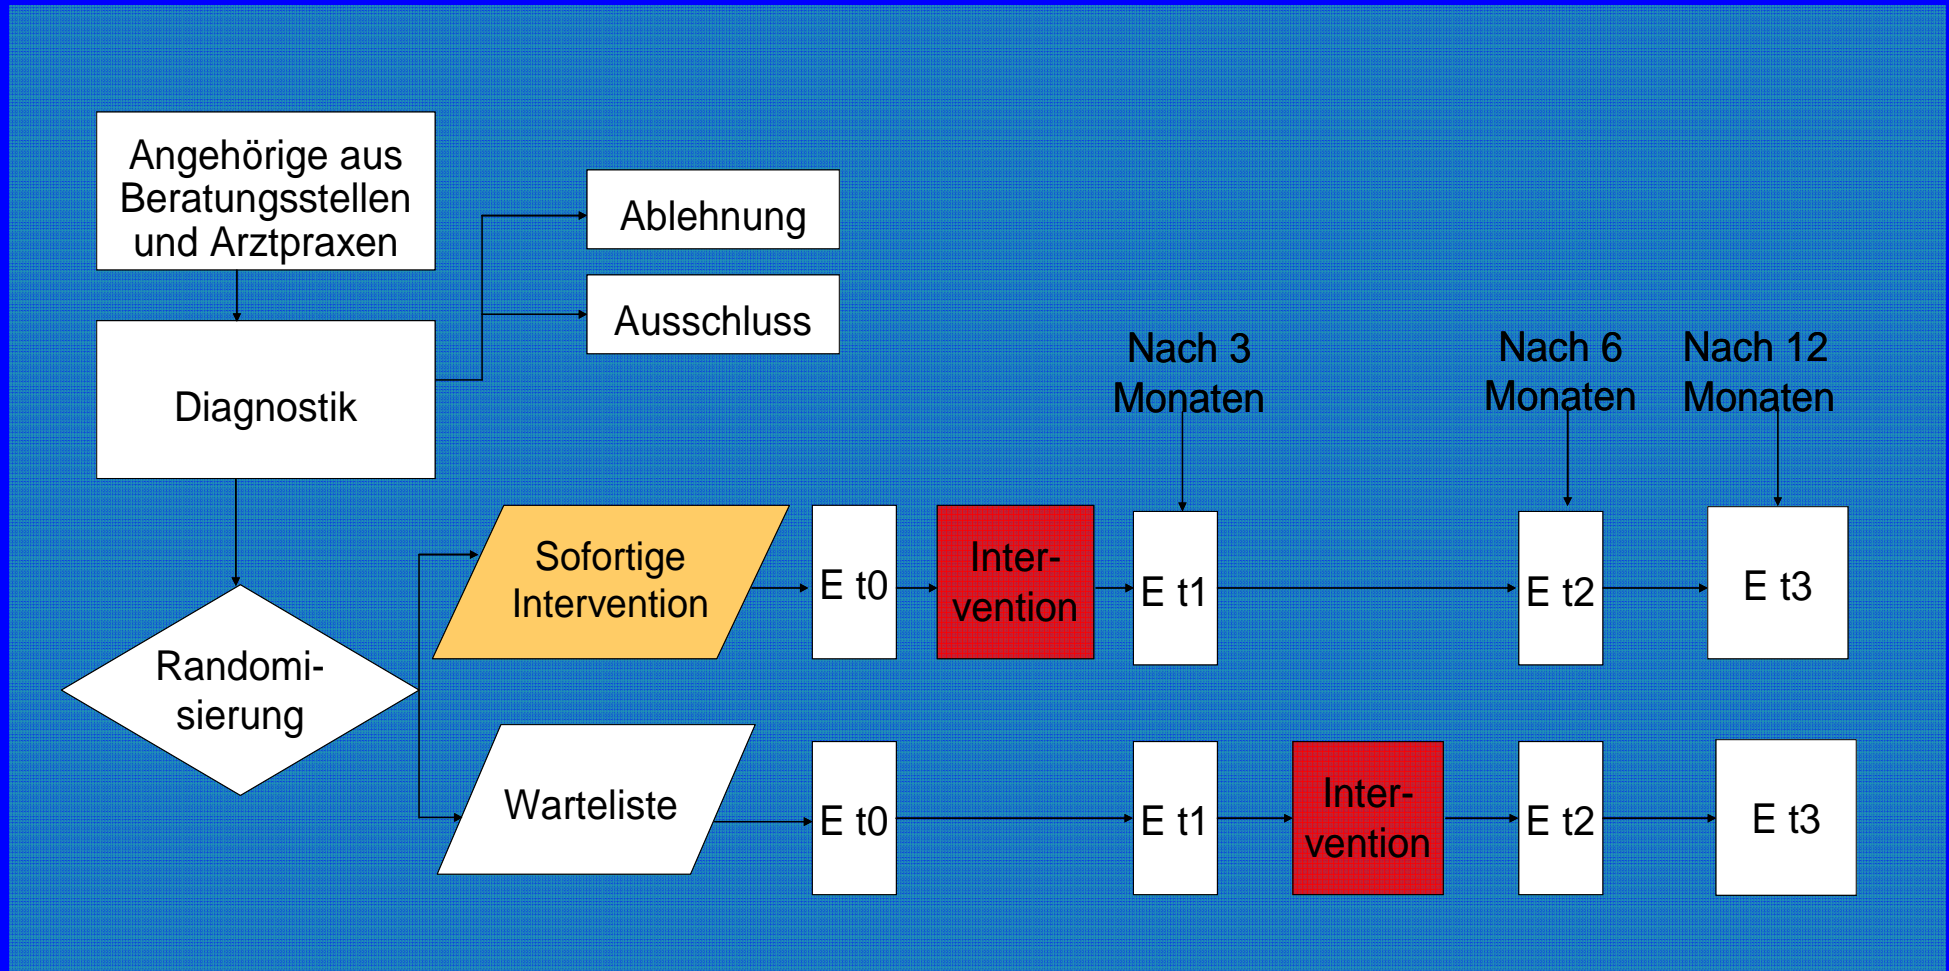 Angehörige aus
Beratungsstellen
und Arztpraxen
Ablehnung
Ausschluss
Diagnostik
Nach 3
Monaten
Nach 6
Monaten
Nach 12
Monaten
Randomi-
sierung
Sofortige
Intervention
E t0
Inter-
vention
E t1
E t2
E t3
Warteliste
E t0
E t1
Inter-
vention
E t2
E t3